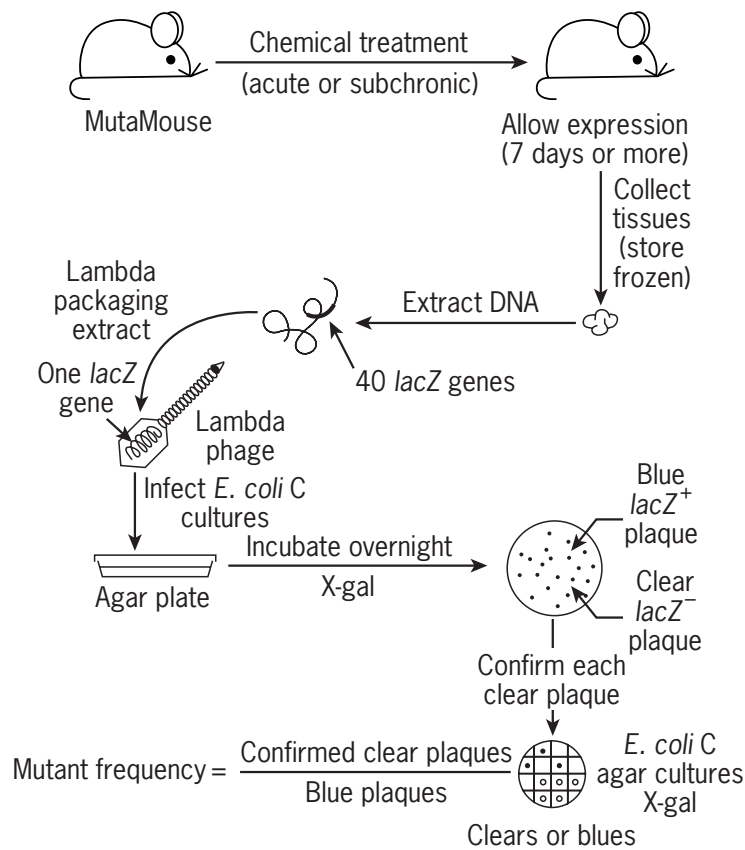 Chemical treatment
(acute or subchronic)
MutaMouse
Allow expression
(7 days or more)
Collect
tissues
(store
frozen)
Extract DNA
40 lacZ genes
Lambda
packaging
extract
One lacZ
gene
Lambda
phage
Infect E. coli C
cultures
Agar plate
Incubate overnight
X-gal
Blue
lacZ⁺
plaque
Clear
lacZ⁻
plaque
Confirm each
clear plaque
Mutant frequency =
Confirmed clear plaques
Blue plaques
E. coli C
agar cultures
X-gal
Clears or blues